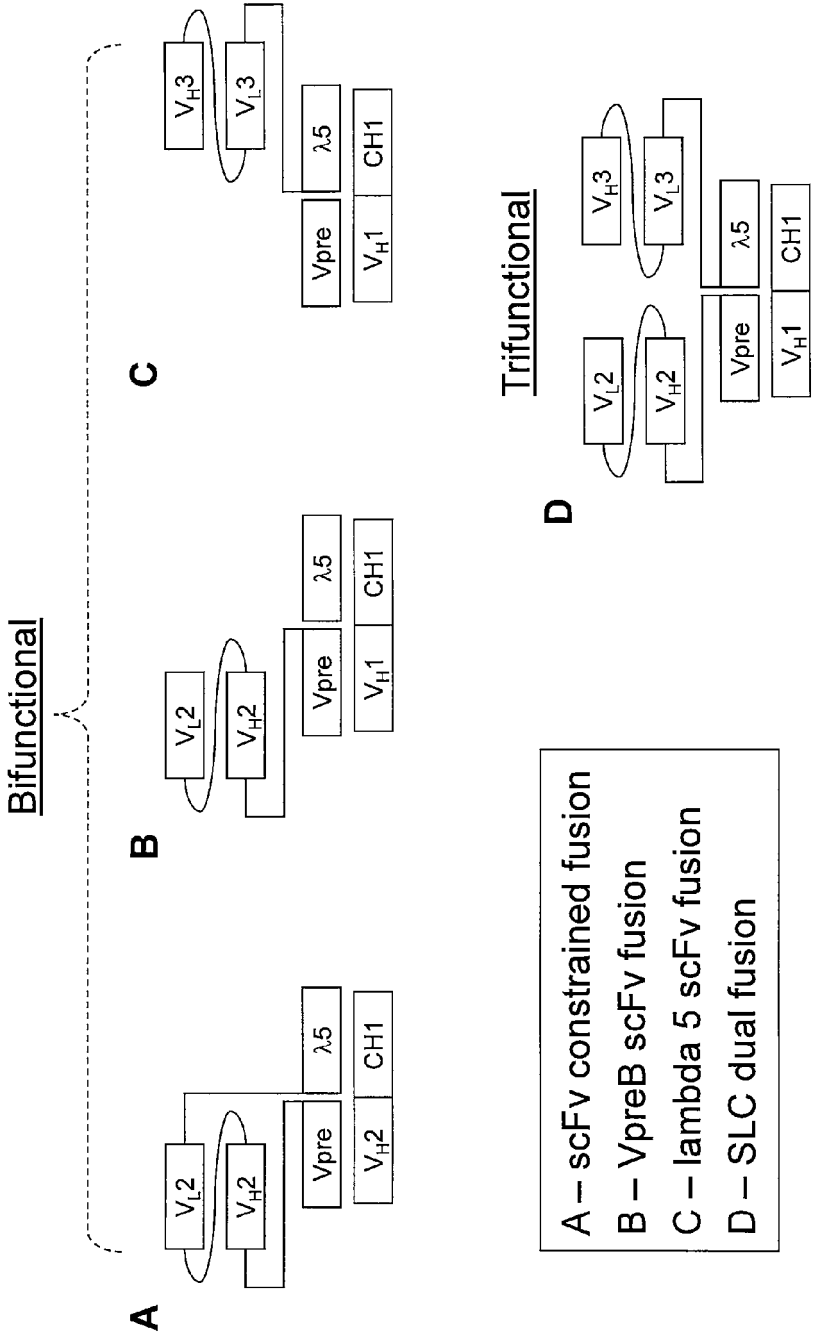 Bifunctional
A
V_L2
V_H2
Vpre
λ5
V_H2
CH1
B
V_L2
V_H2
Vpre
λ5
V_H1
CH1
C
V_H3
V_L3
Vpre
λ5
V_H1
CH1
A – scFv constrained fusion
B – VpreB scFv fusion
C – lambda 5 scFv fusion
D – SLC dual fusion
Trifunctional
D
V_L2
V_H2
V_H3
V_L3
Vpre
λ5
V_H1
CH1